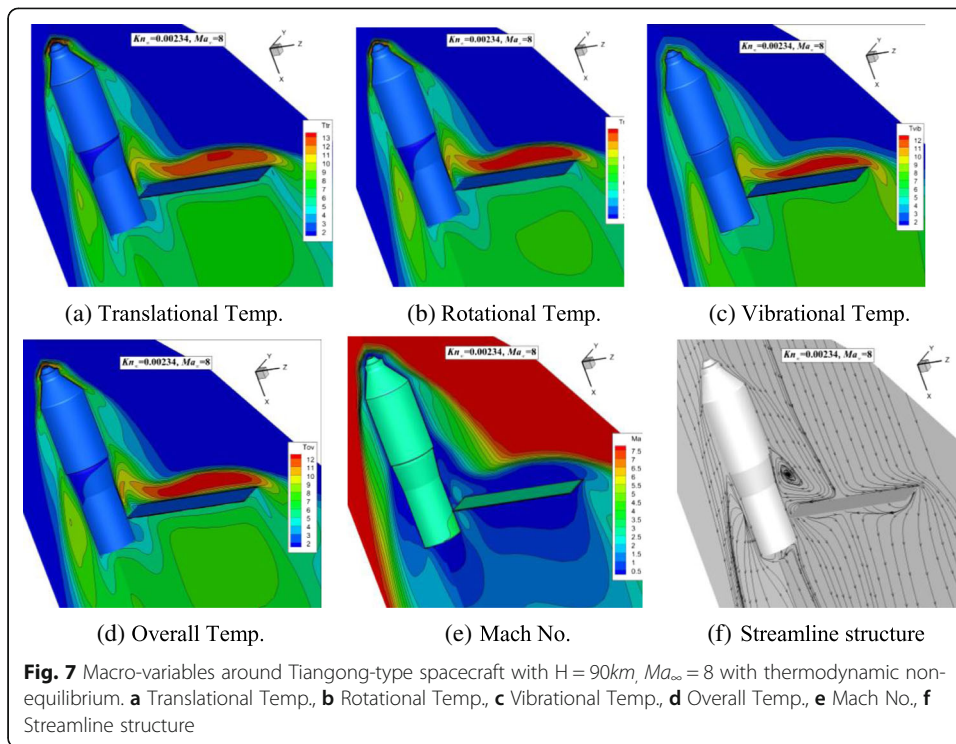 Kn∞=0.00234, Ma∞=8
Y
Z
X
Ttr
13
12
11
10
9
8
7
6
5
4
3
2
(a) Translational Temp.
Kn∞=0.00234, Ma∞=8
Y
Z
X
(b) Rotational Temp.
Kn∞=0.00234, Ma∞=8
Y
Z
X
Tvib
12
11
10
9
8
7
6
5
4
3
2
(c) Vibrational Temp.
Kn∞=0.00234, Ma∞=8
Y
Z
X
Tov
12
11
10
9
8
7
6
5
4
3
2
(d) Overall Temp.
Kn∞=0.00234, Ma∞=8
Y
Z
X
Ma
7.5
7
6.5
6
5.5
5
4.5
4
3.5
3
2.5
2
1.5
1
0.5
(e) Mach No.
Kn∞=0.00234, Ma∞=8
Y
Z
X
(f) Streamline structure
Fig. 7 Macro-variables around Tiangong-type spacecraft with H = 90km, Ma∞ = 8 with thermodynamic non-
equilibrium. a Translational Temp., b Rotational Temp., c Vibrational Temp., d Overall Temp., e Mach No., f
Streamline structure